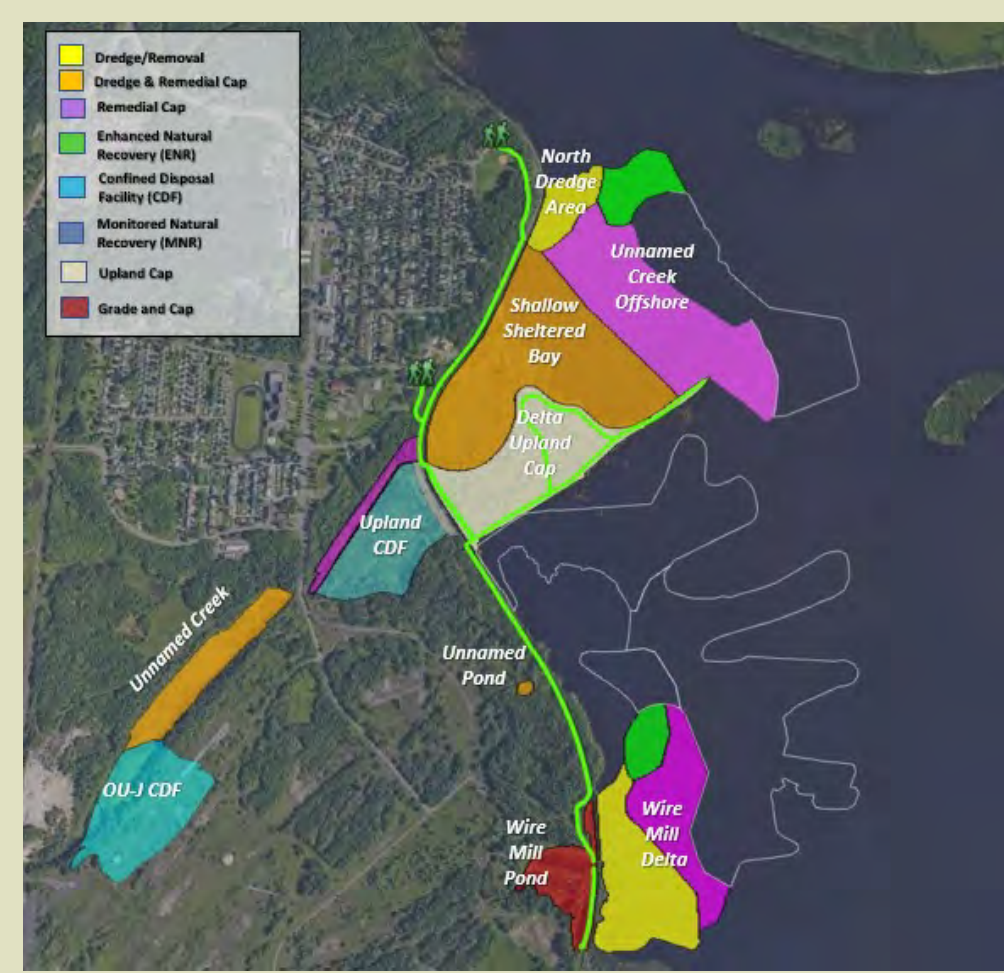 Dredge/Removal
Dredge & Remedial Cap
Remedial Cap
Enhanced Natural
Recovery (ENR)
Confined Disposal
Facility (CDF)
Monitored Natural
Recovery (MNR)
Upland Cap
Grade and Cap
North
Dredge
Area
Unnamed
Creek
Offshore
Shallow
Sheltered
Bay
Delta
Upland
Cap
Upland
CDF
Unnamed Creek
Unnamed
Pond
OU-J CDF
Wire
Mill
Delta
Wire
Mill
Pond